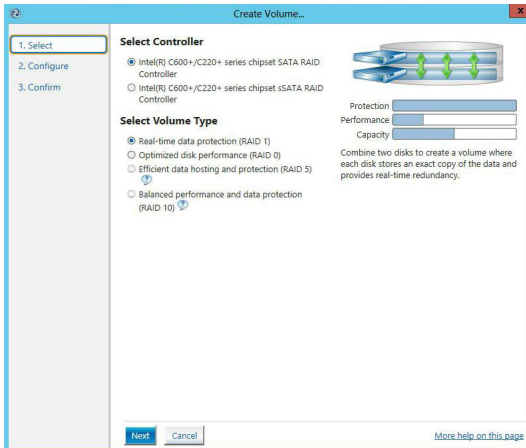 Create Volume...
x
1. Select
2. Configure
3. Confirm
Select Controller
Intel(R) C600+/C220+ series chipset SATA RAID
Controller
Intel(R) C600+/C220+ series chipset sSATA RAID
Controller
Select Volume Type
Real-time data protection (RAID 1)
Optimized disk performance (RAID 0)
Efficient data hosting and protection (RAID 5)
?
Balanced performance and data protection
(RAID 10) ?
Protection
Performance
Capacity
Combine two disks to create a volume where
each disk stores an exact copy of the data and
provides real-time redundancy.
Next
Cancel
More help on this page